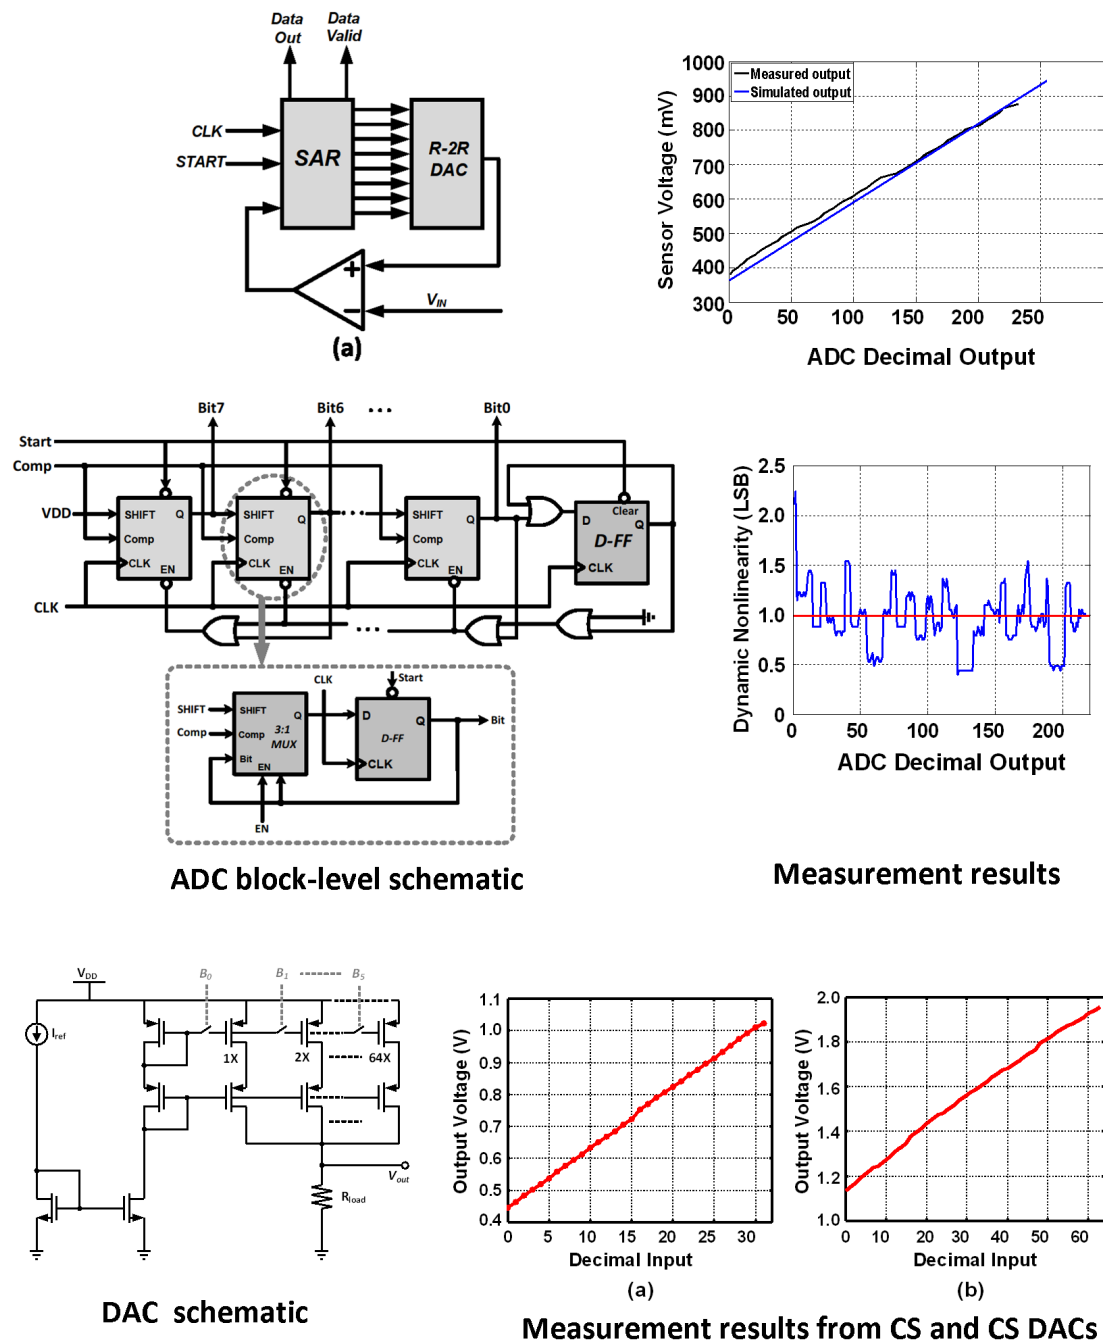 Data Out
Data Valid
CLK
START
SAR
R-2R DAC
+
−
VIN
(a)
Measured output
Simulated output
Sensor Voltage (mV)
1000
900
800
700
600
500
400
300
0 50 100 150 200 250
ADC Decimal Output
Bit7 Bit6 ... Bit0
Start
Comp
VDD
CLK
SHIFT Q
Comp
CLK
EN
SHIFT Q
Comp
CLK
EN
...
SHIFT
Q
Comp
CLK
EN
Clear
D Q
D-FF
CLK
...
CLK
Start
SHIFT
Comp
SHIFT Q
Comp
3:1 MUX
Bit
EN
D Q
D-FF
CLK
Bit
EN
ADC block-level schematic
Dynamic Nonlinearity (LSB)
2.5
2.0
1.5
1.0
0.5
0
0 50 100 150 200
ADC Decimal Output
Measurement results
VDD
B0 B1 B5
Iref
1X 2X 64X
Vout
Rload
DAC schematic
Output Voltage (V)
1.1
1.0
0.9
0.8
0.7
0.6
0.5
0.4
0 5 10 15 20 25 30
Decimal Input
(a)
Output Voltage (V)
2.0
1.8
1.6
1.4
1.2
1.0
0 10 20 30 40 50 60
Decimal Input
(b)
Measurement results from CS and CS DACs